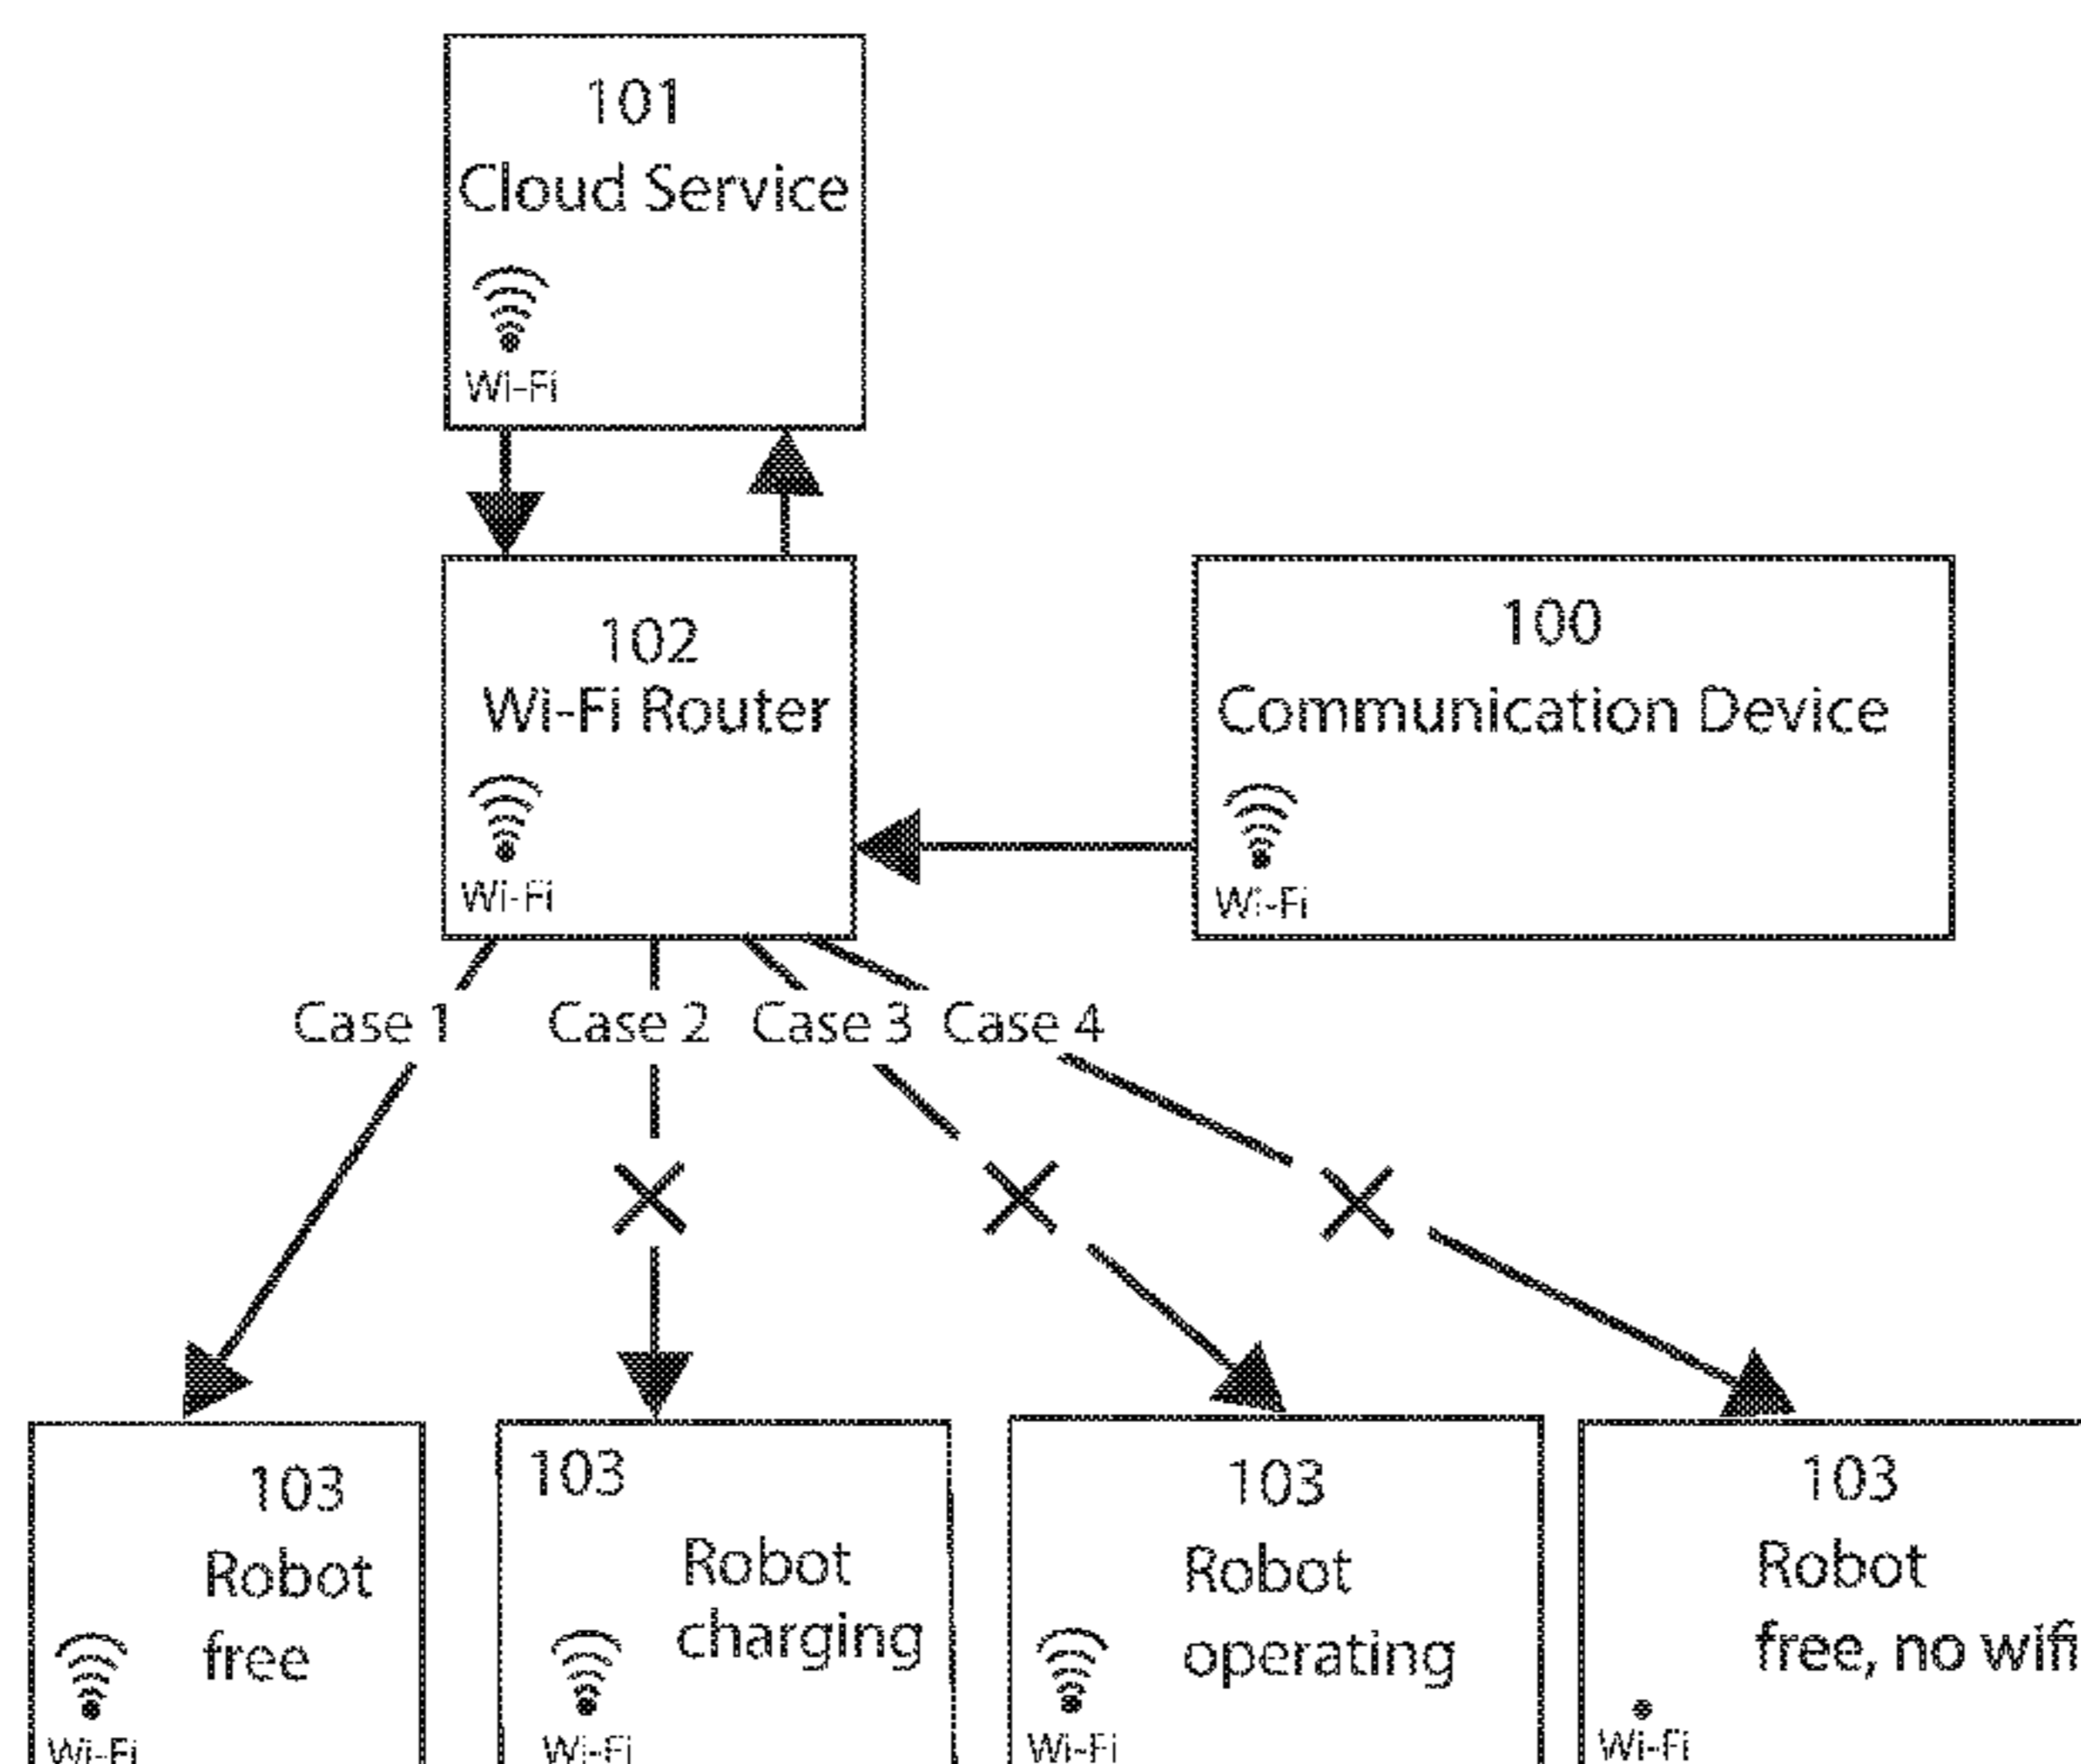 101
Cloud Service
Wi-Fi
102
Wi-Fi Router
Wi-Fi
100
Communication Device
Wi-Fi
Case 1
Case 2
Case 3
Case 4
103
Robot
free
Wi-Fi
103
Robot
charging
Wi-Fi
103
Robot
operating
Wi-Fi
103
Robot
free, no wifi
Wi-Fi